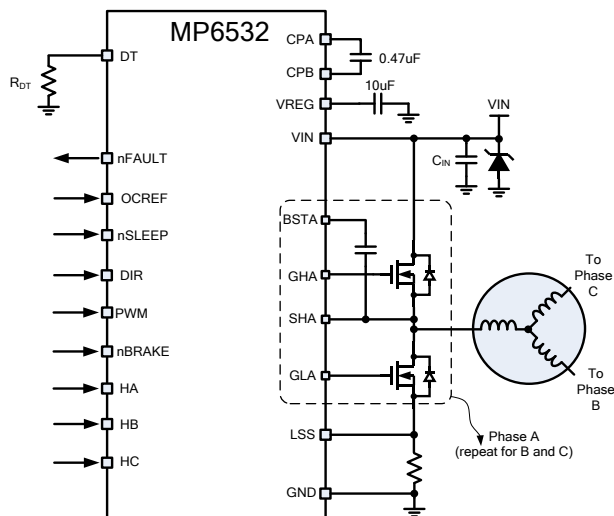 MP6532
DT
R_DT
nFAULT
OCREF
nSLEEP
DIR
PWM
nBRAKE
HA
HB
HC
CPA
0.47uF
CPB
10uF
VREG
VIN
VIN
C_IN
BSTA
GHA
SHA
GLA
LSS
GND
To
Phase
C
To
Phase
B
Phase A
(repeat for B and C)